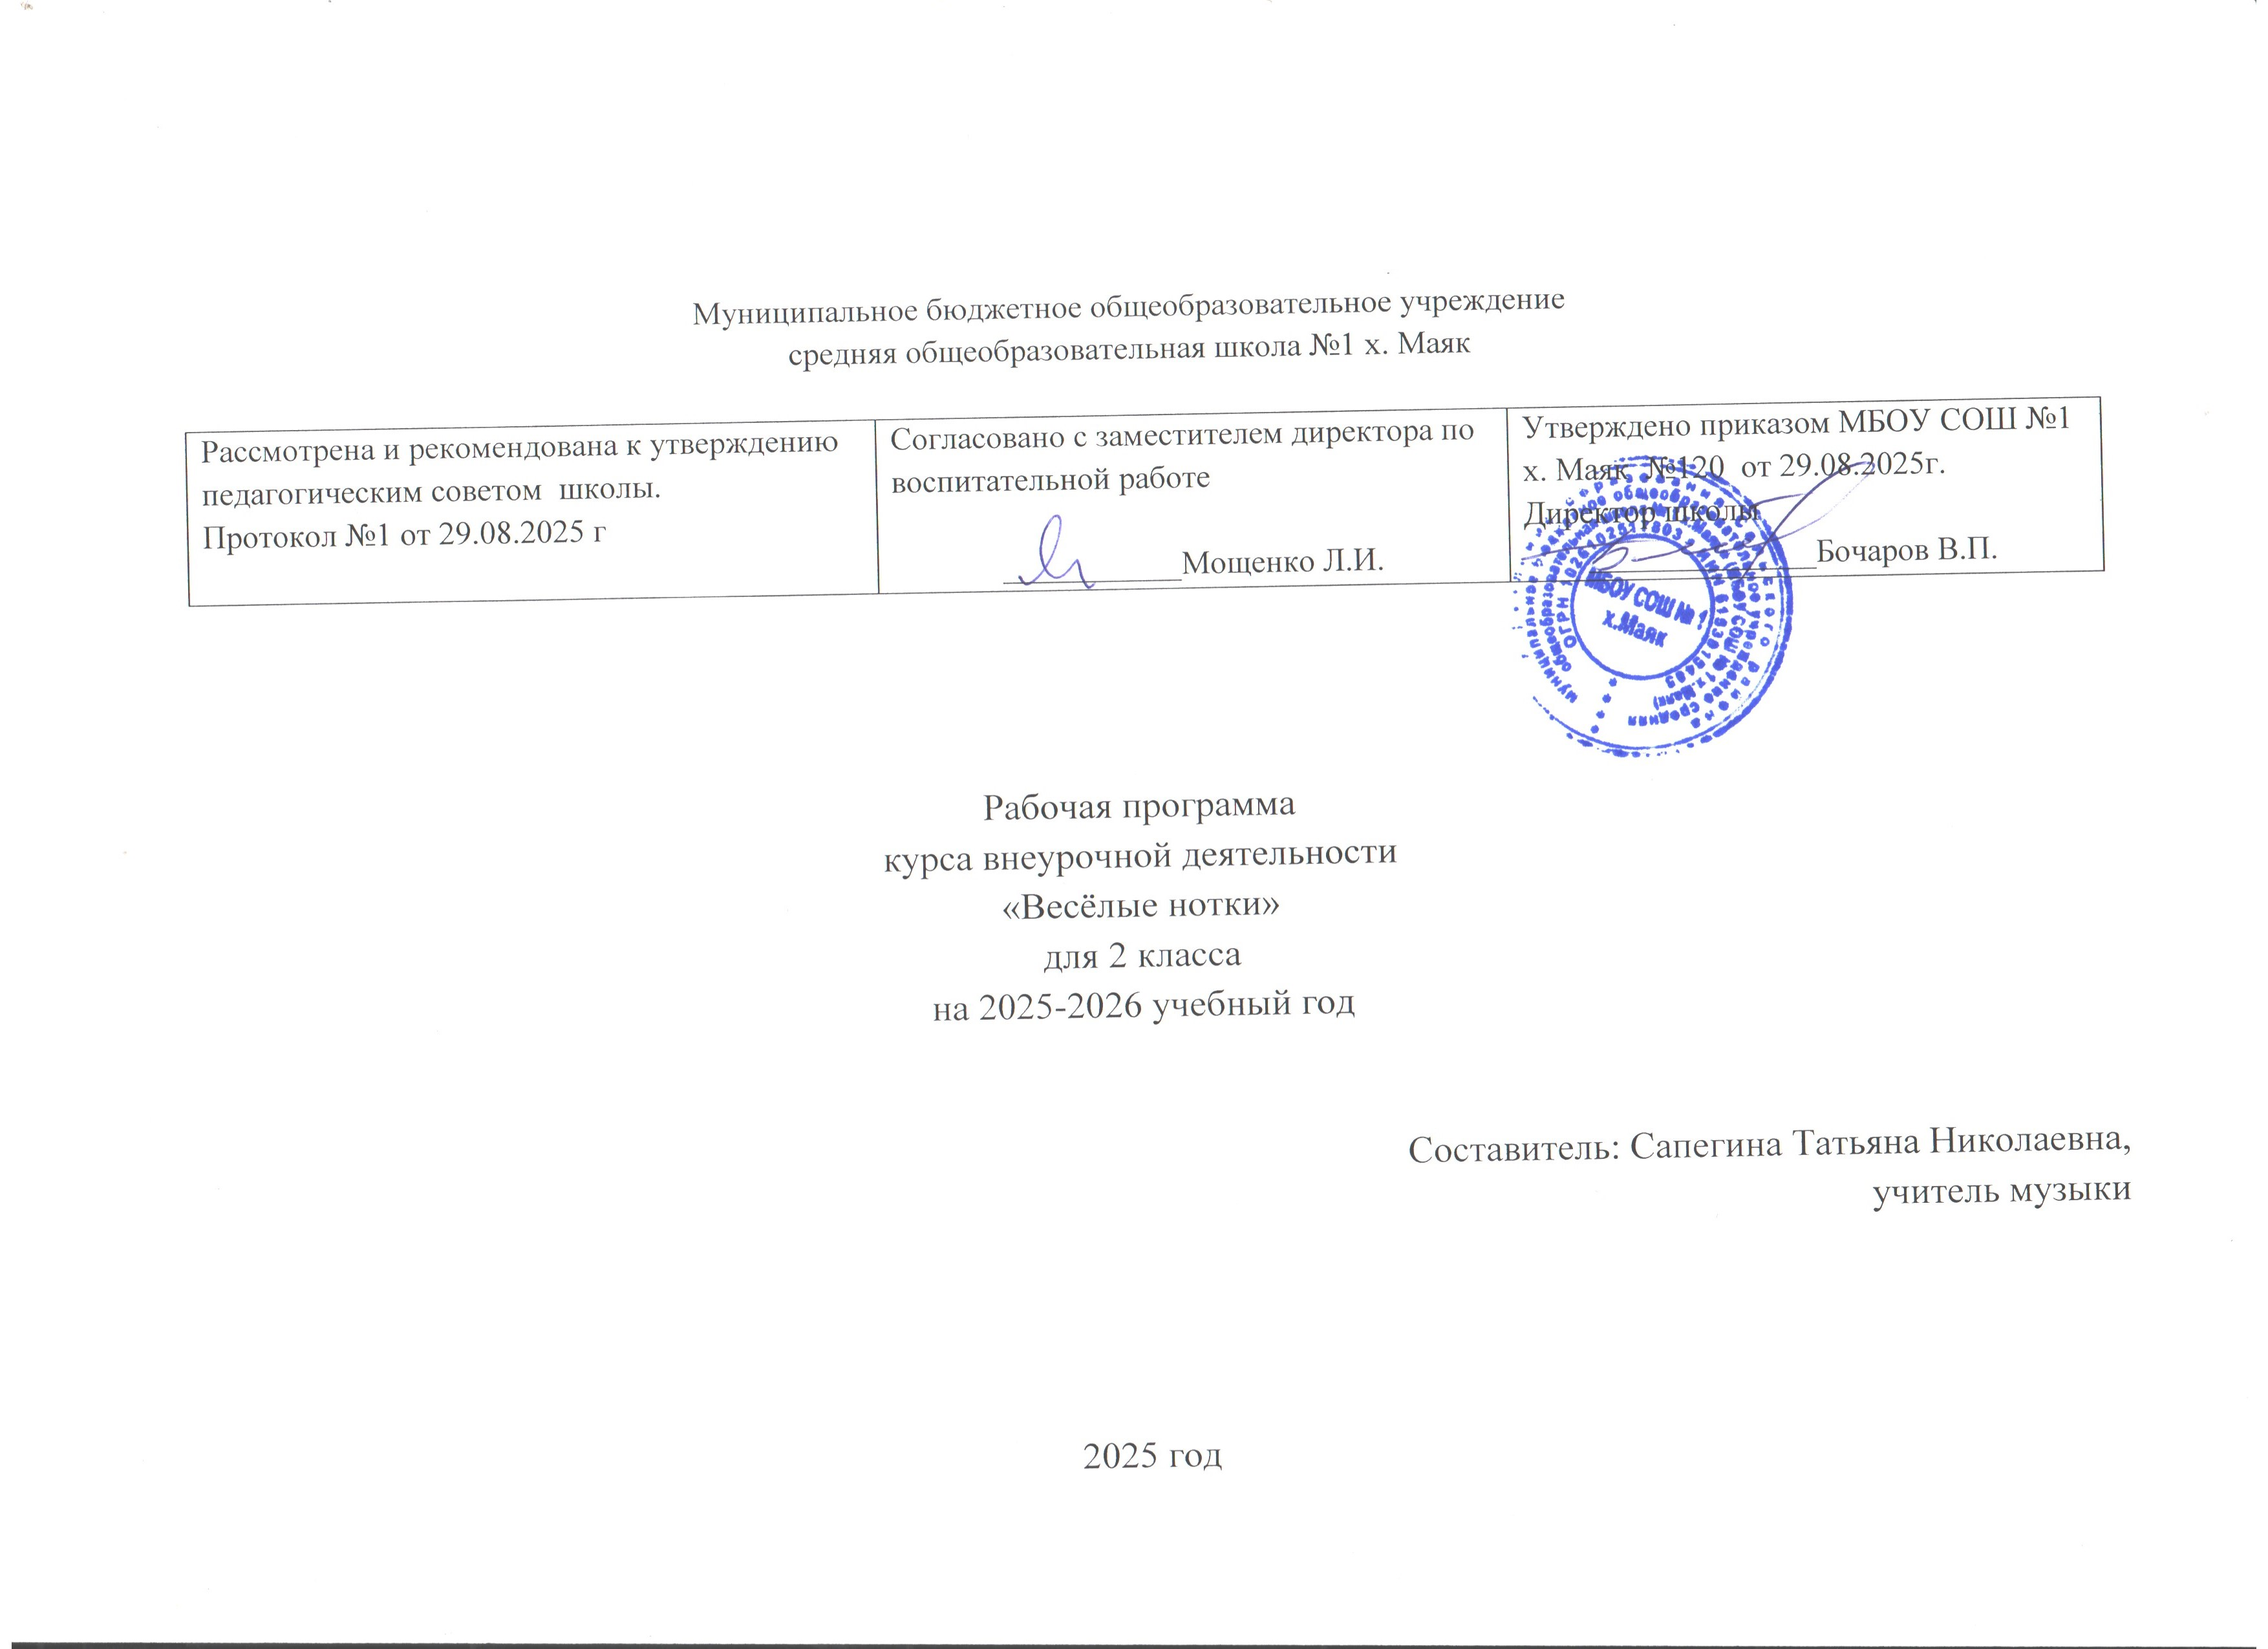 Муниципальное бюджетное общеобразовательное учреждение
средняя общеобразовательная школа №1 х. Маяк
Рассмотрена и рекомендована к утверждению
педагогическим советом школы.
Протокол №1 от 29.08.2025 г
Согласовано с заместителем директора по
воспитательной работе
Мощенко Л.И.
Утверждено приказом МБОУ СОШ №1
х. Маяк №120 от 29.08.2025г.
Директор школы
Бочаров В.П.
МБОУ СОШ № 1
х.Маяк
Рабочая программа
курса внеурочной деятельности
«Весёлые нотки»
для 2 класса
на 2025-2026 учебный год
Составитель: Сапегина Татьяна Николаевна,
учитель музыки
2025 год